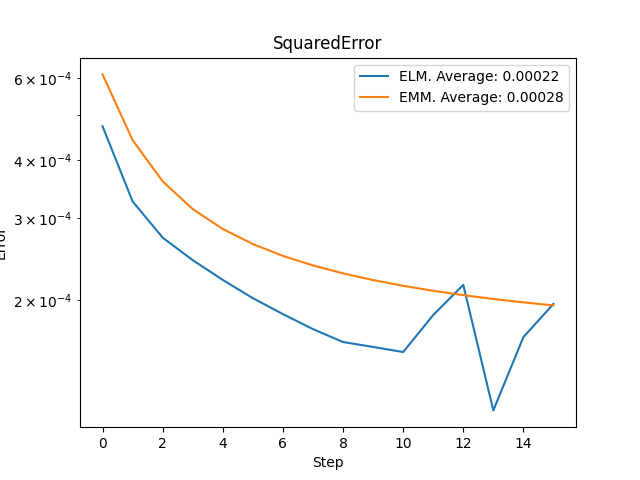 SquaredError
ELM. Average: 0.00022
EMM. Average: 0.00028
6 × 10⁻⁴
4 × 10⁻⁴
3 × 10⁻⁴
2 × 10⁻⁴
Error
0 2 4 6 8 10 12 14
Step